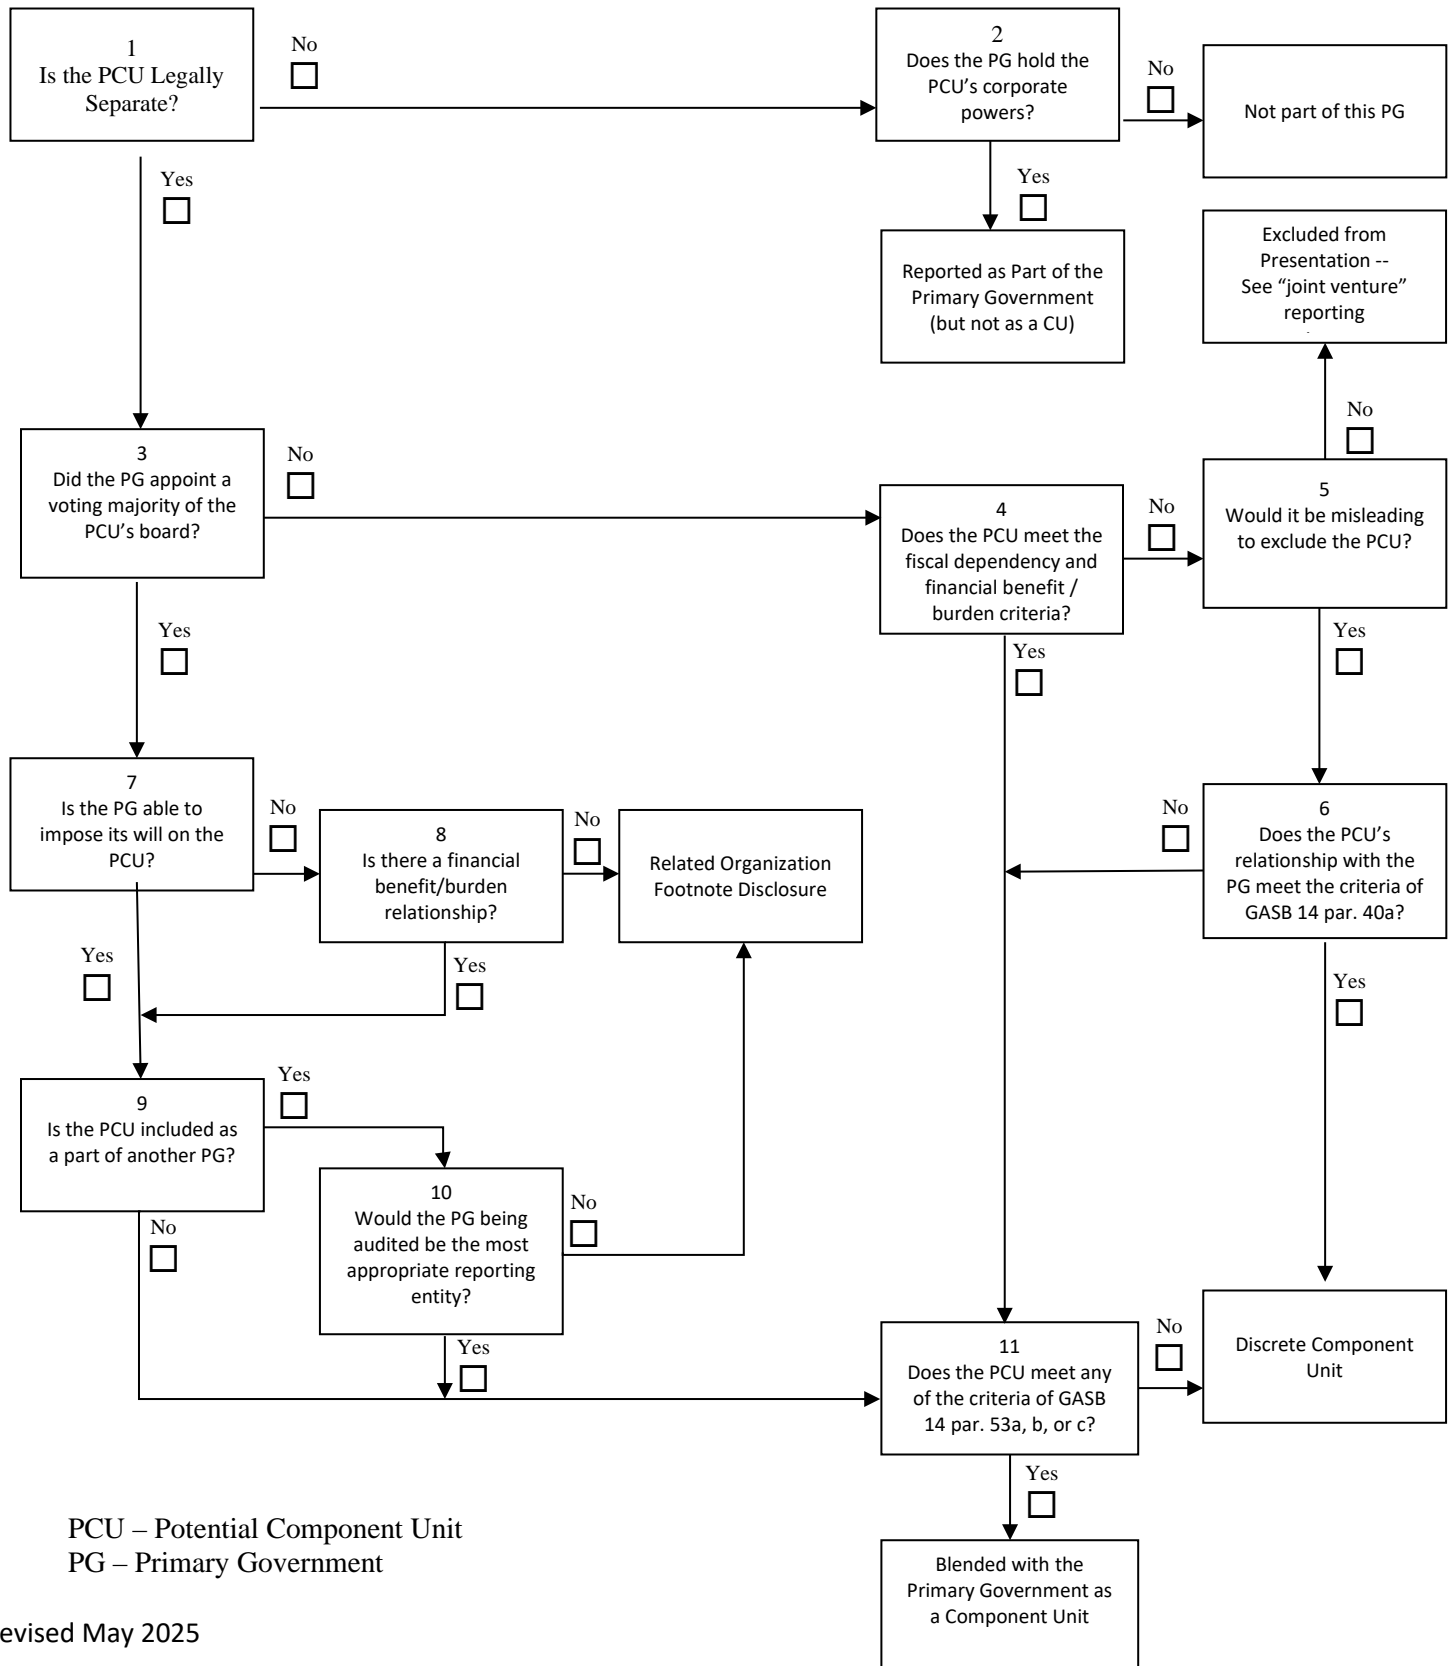 1
Is the PCU Legally
Separate?
No
2
Does the PG hold the
PCU’s corporate
powers?
No
Not part of this PG
Yes
Yes
Reported as Part of the
Primary Government
(but not as a CU)
Excluded from
Presentation --
See “joint venture”
reporting
No
3
Did the PG appoint a
voting majority of the
PCU’s board?
No
4
Does the PCU meet the
fiscal dependency and
financial benefit /
burden criteria?
No
5
Would it be misleading
to exclude the PCU?
Yes
Yes
Yes
7
Is the PG able to
impose its will on the
PCU?
No
8
Is there a financial
benefit/burden
relationship?
No
Related Organization
Footnote Disclosure
No
6
Does the PCU’s
relationship with the
PG meet the criteria of
GASB 14 par. 40a?
Yes
Yes
Yes
9
Is the PCU included as
a part of another PG?
Yes
No
10
Would the PG being
audited be the most
appropriate reporting
entity?
No
Yes
11
Does the PCU meet any
of the criteria of GASB
14 par. 53a, b, or c?
No
Discrete Component
Unit
Yes
Blended with the
Primary Government as
a Component Unit
PCU – Potential Component Unit
PG – Primary Government
evised May 2025